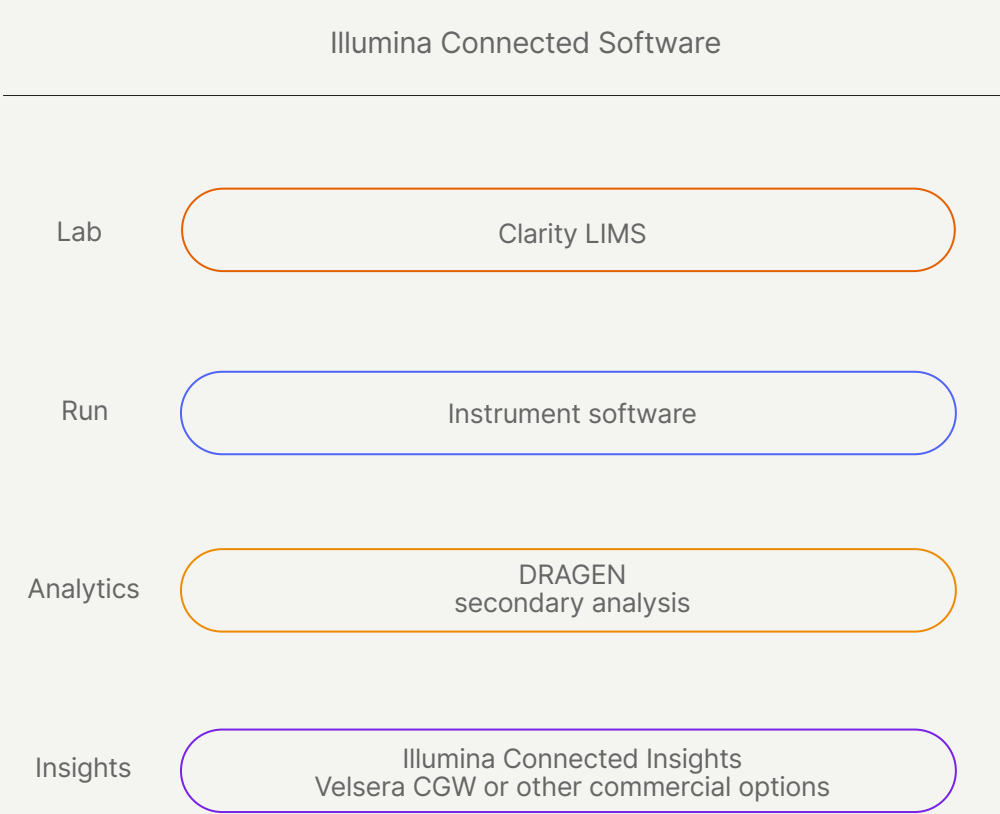 Illumina Connected Software
Lab
Clarity LIMS
Run
Instrument software
Analytics
DRAGEN
secondary analysis
Insights
Illumina Connected Insights
Velsera CGW or other commercial options